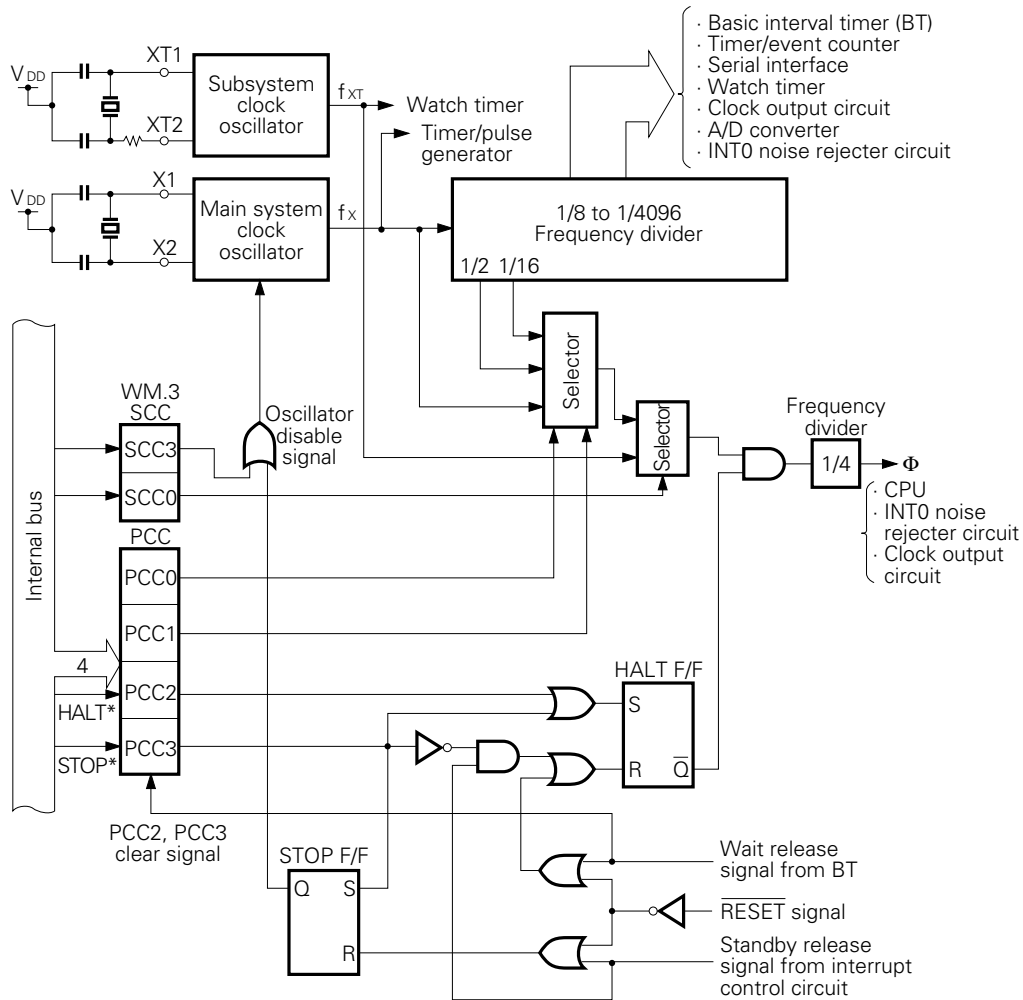 · Basic interval timer (BT)
· Timer/event counter
· Serial interface
· Watch timer
· Clock output circuit
· A/D converter
· INT0 noise rejecter circuit
VDD
XT1
XT2
Subsystem
clock
oscillator
fXT
Watch timer
Timer/pulse
generator
VDD
X1
X2
Main system
clock
oscillator
fX
1/8 to 1/4096
Frequency divider
1/2 1/16
Selector
Selector
Oscillator
disable
signal
Internal bus
WM.3
SCC
SCC3
SCC0
Frequency
divider
1/4
Φ
· CPU
· INT0 noise
rejecter circuit
· Clock output
circuit
PCC
PCC0
PCC1
PCC2
PCC3
4
HALT*
STOP*
HALT F/F
S
R
Q̅
PCC2, PCC3
clear signal
STOP F/F
Q
S
R
Wait release
signal from BT
R̅E̅S̅E̅T̅ signal
Standby release
signal from interrupt
control circuit